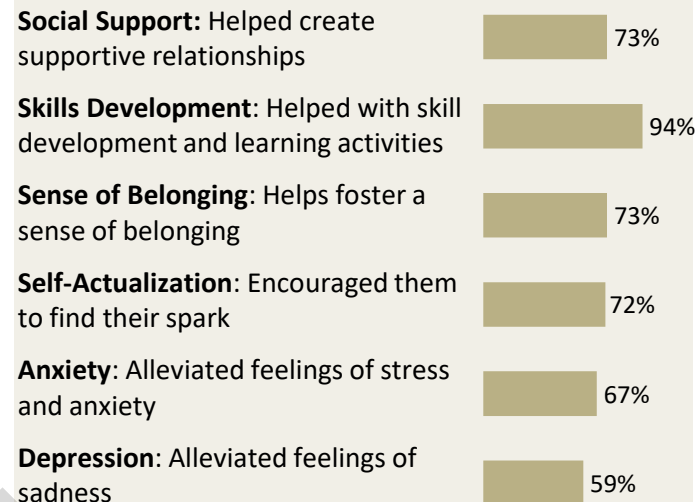 Social Support: Helped create
supportive relationships
73%
Skills Development: Helped with skill
development and learning activities
94%
Sense of Belonging: Helps foster a
sense of belonging
73%
Self-Actualization: Encouraged them
to find their spark
72%
Anxiety: Alleviated feelings of stress
and anxiety
67%
Depression: Alleviated feelings of
sadness
59%